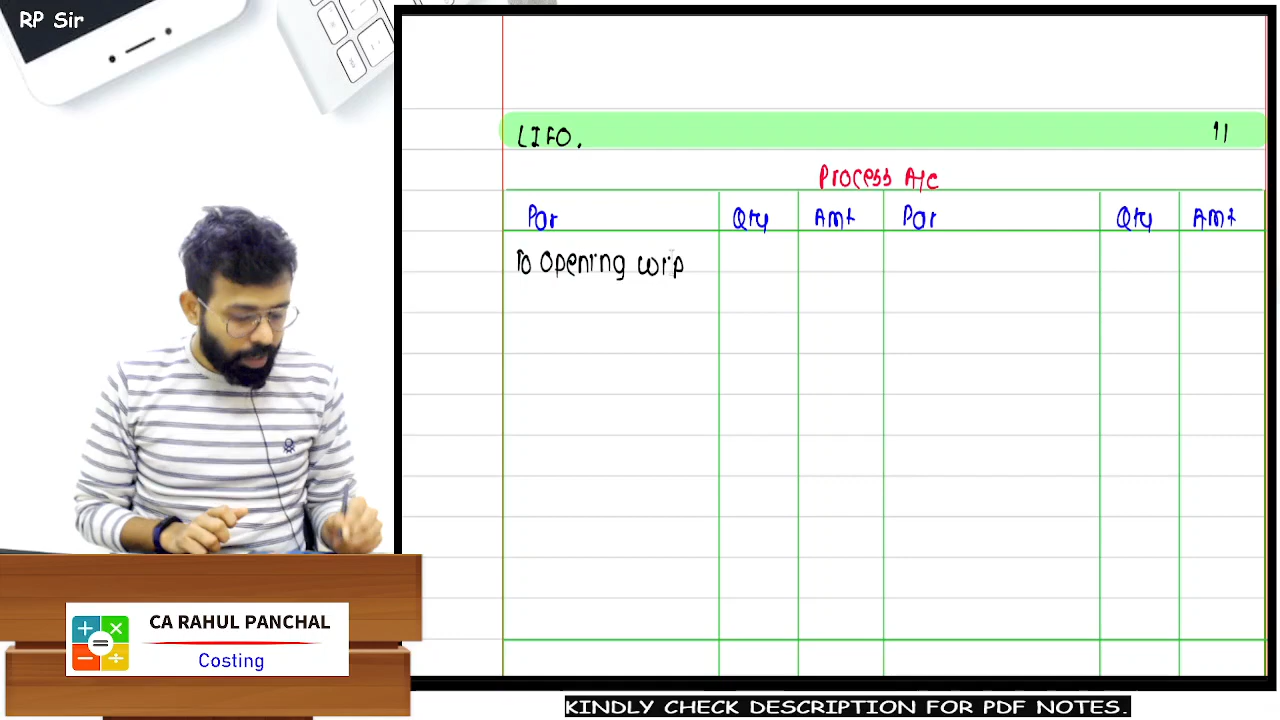 RP Sir
LIFO.
11
Process A/c
Par Qty Amt Par Qty Amt
To Opening wip
CA RAHUL PANCHAL
Costing
KINDLY CHECK DESCRIPTION FOR PDF NOTES.